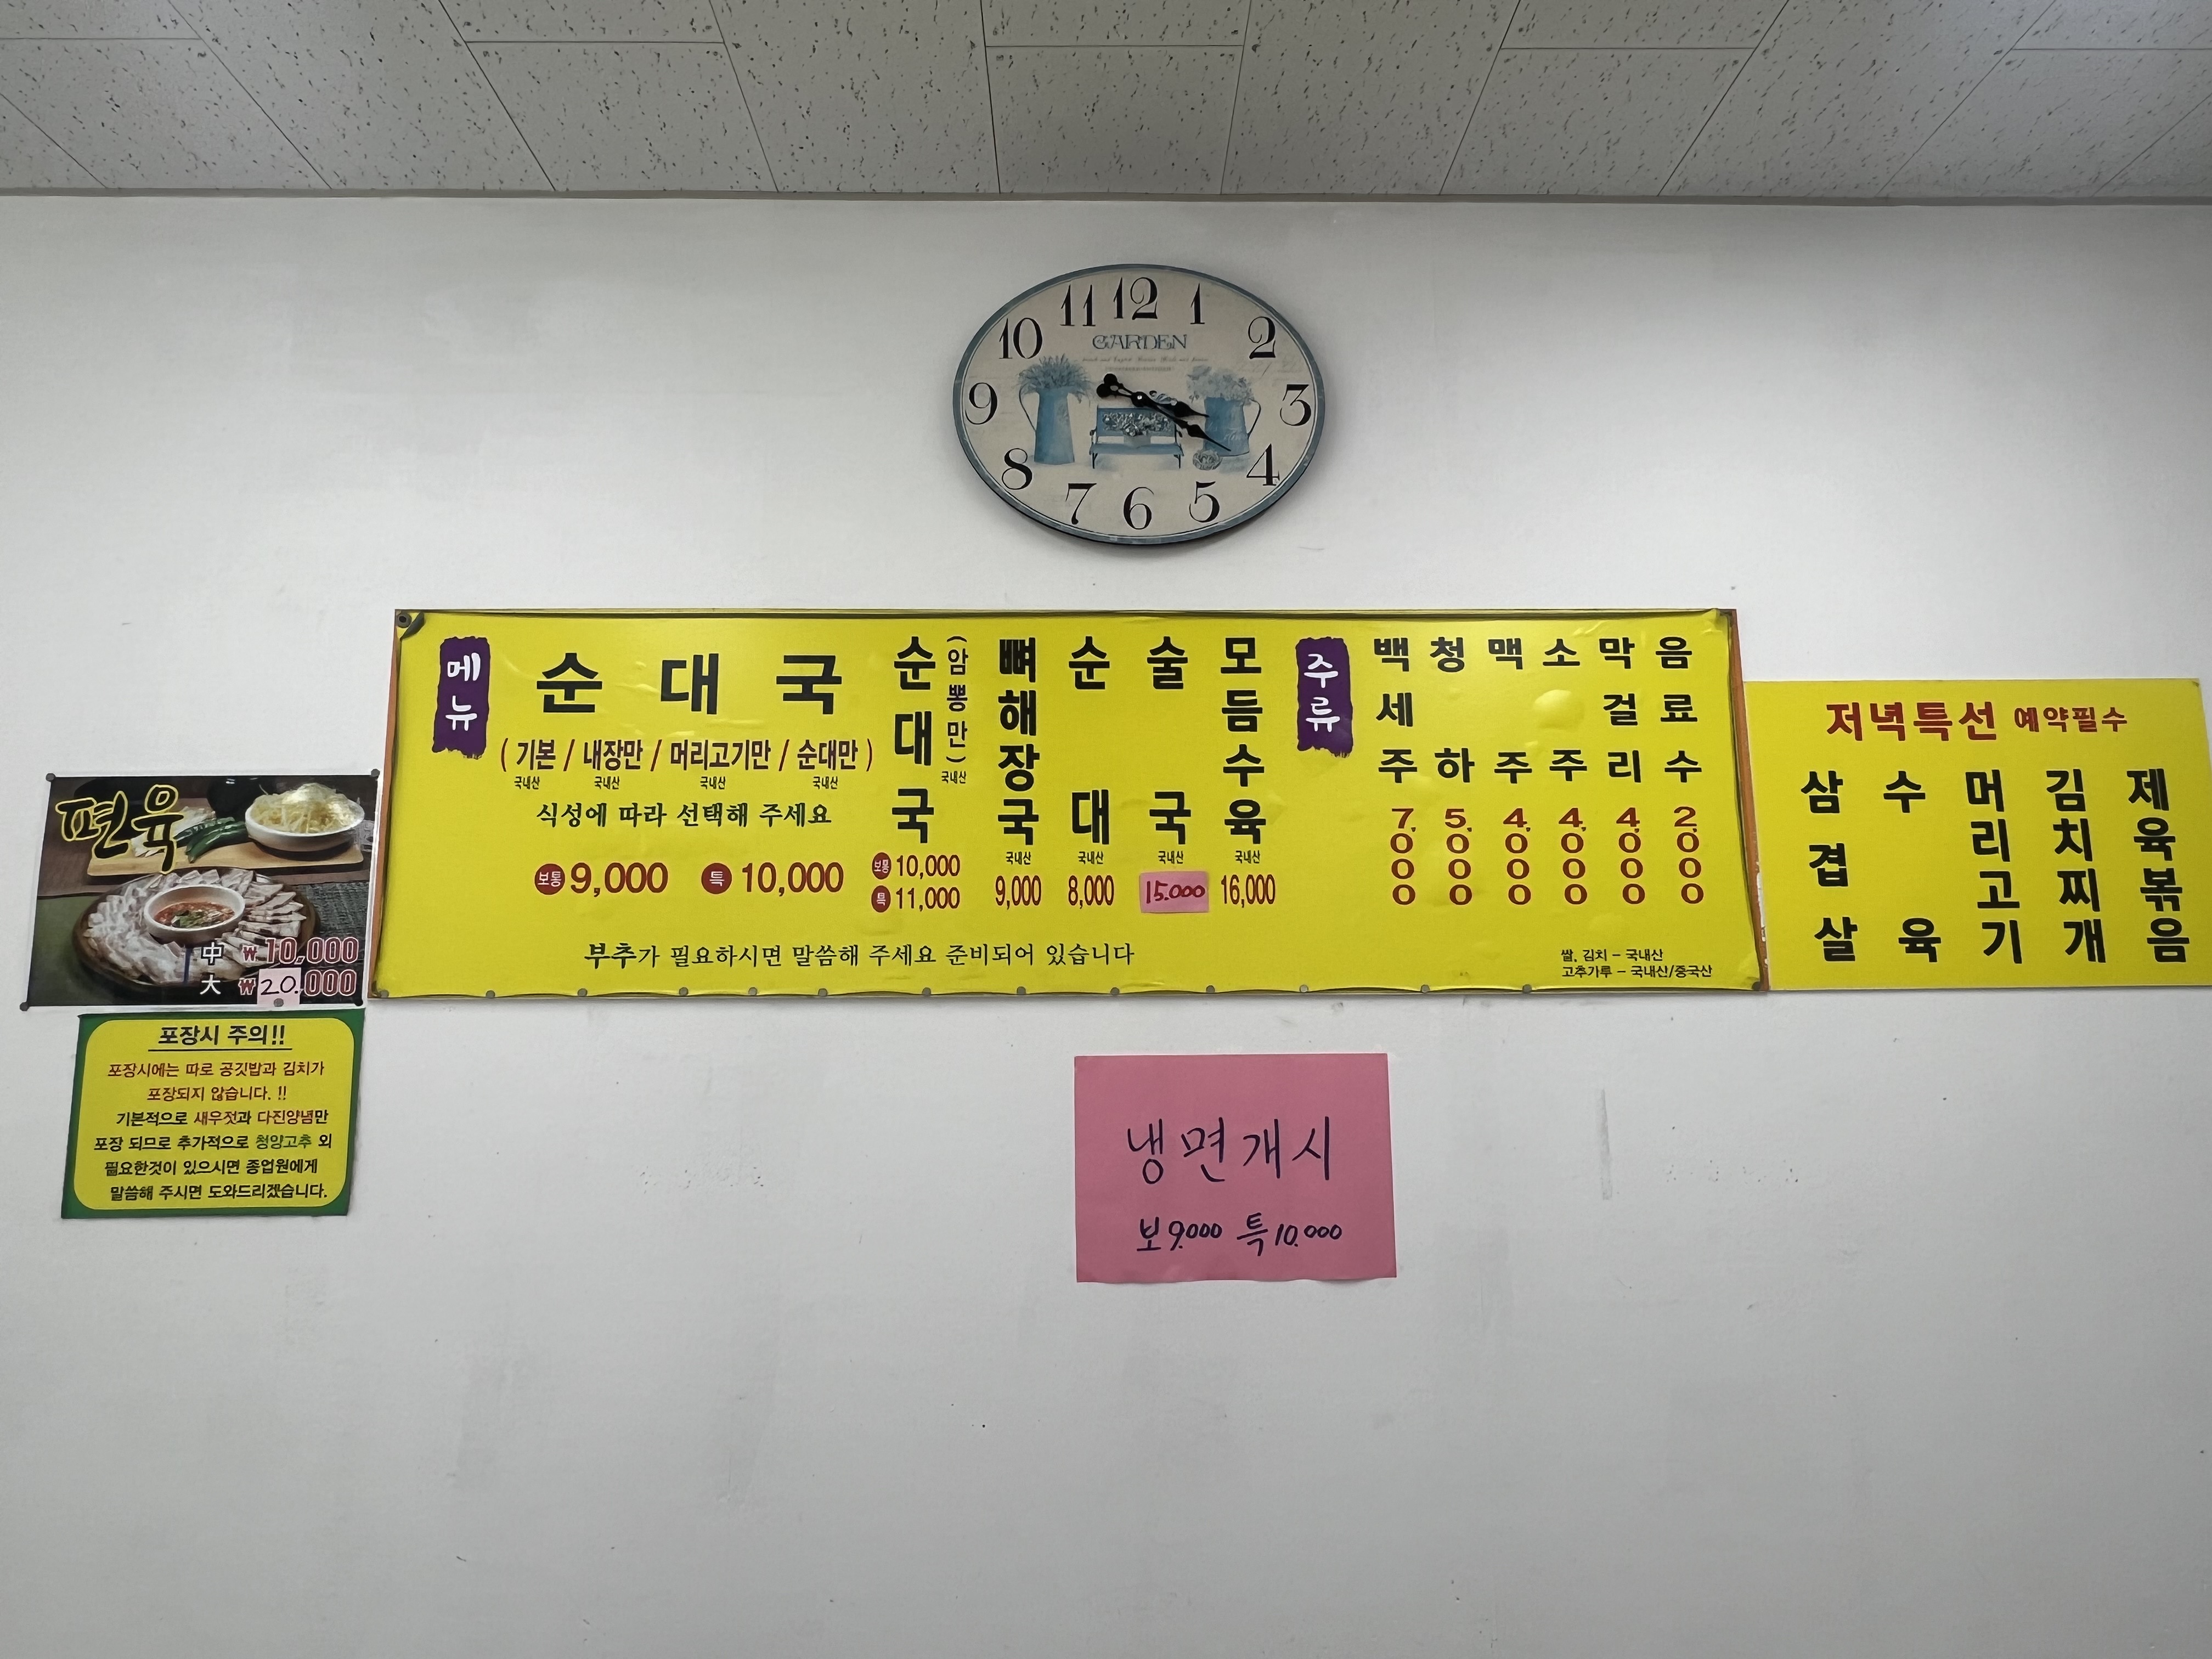 11 12 1
10 2
9 3
8 4
7 6 5
GARDEN
메뉴
순대국
( 기본 / 내장만 / 머리고기만 / 순대만 )
국내산 국내산 국내산 국내산
식성에 따라 선택해 주세요
보통 9,000 특 10,000
순대국
(암뽕만)
국내산
보통 10,000
특 11,000
뼈해장국
국내산
9,000
순대
국내산
8,000
술국
국내산
15.000
모듬수육
국내산
16,000
부추가 필요하시면 말씀해 주세요 준비되어 있습니다
주류
백세주
7,000
청하
5,000
맥주
4,000
소주
4,000
막걸리
4,000
음료수
2,000
쌀, 김치 - 국내산
고추가루 - 국내산/중국산
저녁특선 예약필수
삼겹살
수육
머리고기
김치찌개
제육볶음
편육
中 ₩10,000
大 ₩20.000
포장시 주의!!
포장시에는 따로 공깃밥과 김치가
포장되지 않습니다. !!
기본적으로 새우젓과 다진양념만
포장 되므로 추가적으로 청양고추 외
필요한것이 있으시면 종업원에게
말씀해 주시면 도와드리겠습니다.
냉면개시
보 9.000 특 10.000